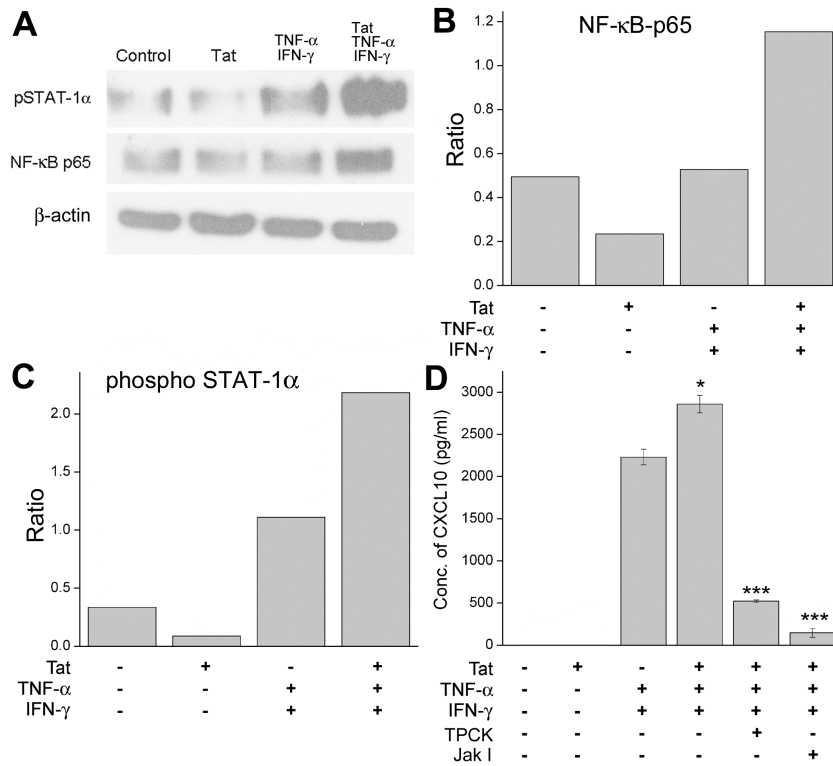 A
Control Tat TNF-α IFN-γ Tat TNF-α IFN-γ
pSTAT-1α
NF-κB p65
β-actin
B
NF-κB-p65
Ratio
1.2
1.0
0.8
0.6
0.4
0.2
0.0
Tat - + - +
TNF-α - - + +
IFN-γ - - + +
C
phospho STAT-1α
Ratio
2.0
1.5
1.0
0.5
0.0
Tat - + - +
TNF-α - - + +
IFN-γ - - + +
D
Conc. of CXCL10 (pg/ml)
3000
2500
2000
1500
1000
500
0
*
***
***
Tat - + - + + +
TNF-α - - + + + +
IFN-γ - - + + + +
TPCK - - - - + -
Jak I - - - - - +